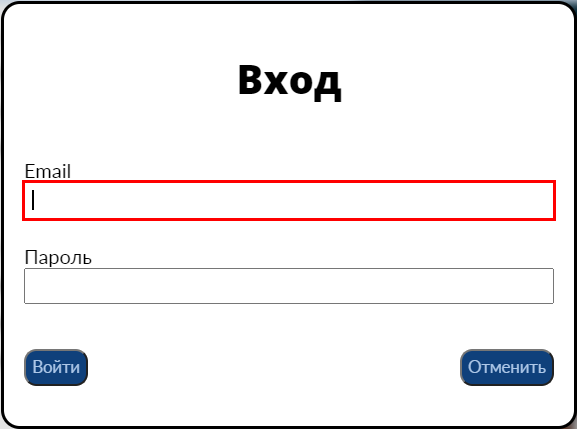 Вход
Email
Пароль
Войти
Отменить